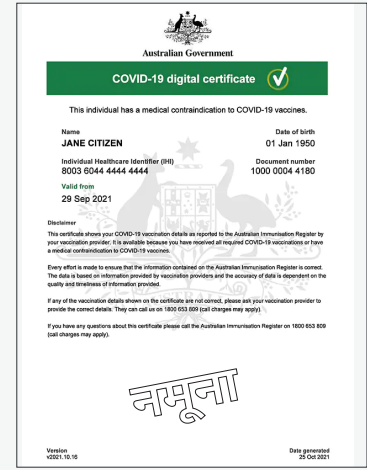 Australian Government
COVID-19 digital certificate
This individual has a medical contraindication to COVID-19 vaccines.
Name
Date of birth
JANE CITIZEN
01 Jan 1950
Individual Healthcare Identifier (IHI)
Document number
8003 6044 4444 4444
1000 0004 4180
Valid from
29 Sep 2021
Disclaimer
This certificate shows your COVID-19 vaccination details as reported to the Australian Immunisation Register by
your vaccination provider. It is available because you have received all required COVID-19 vaccinations or have
a medical contraindication to COVID-19 vaccines.
Every effort is made to ensure that the information contained on the Australian Immunisation Register is correct.
The data is based on information provided by vaccination providers and the accuracy of data is dependent on the
quality and timeliness of information provided.
If any of the vaccination details shown on the certificate are not correct, please ask your vaccination provider to
provide the correct details. They can call us on 1800 653 809 (call charges may apply).
If you have any questions about this certificate please call the Australian Immunisation Register on 1800 653 809
(call charges may apply).
नमूना
Version
Date generated
v2021.10.16
25 Oct 2021